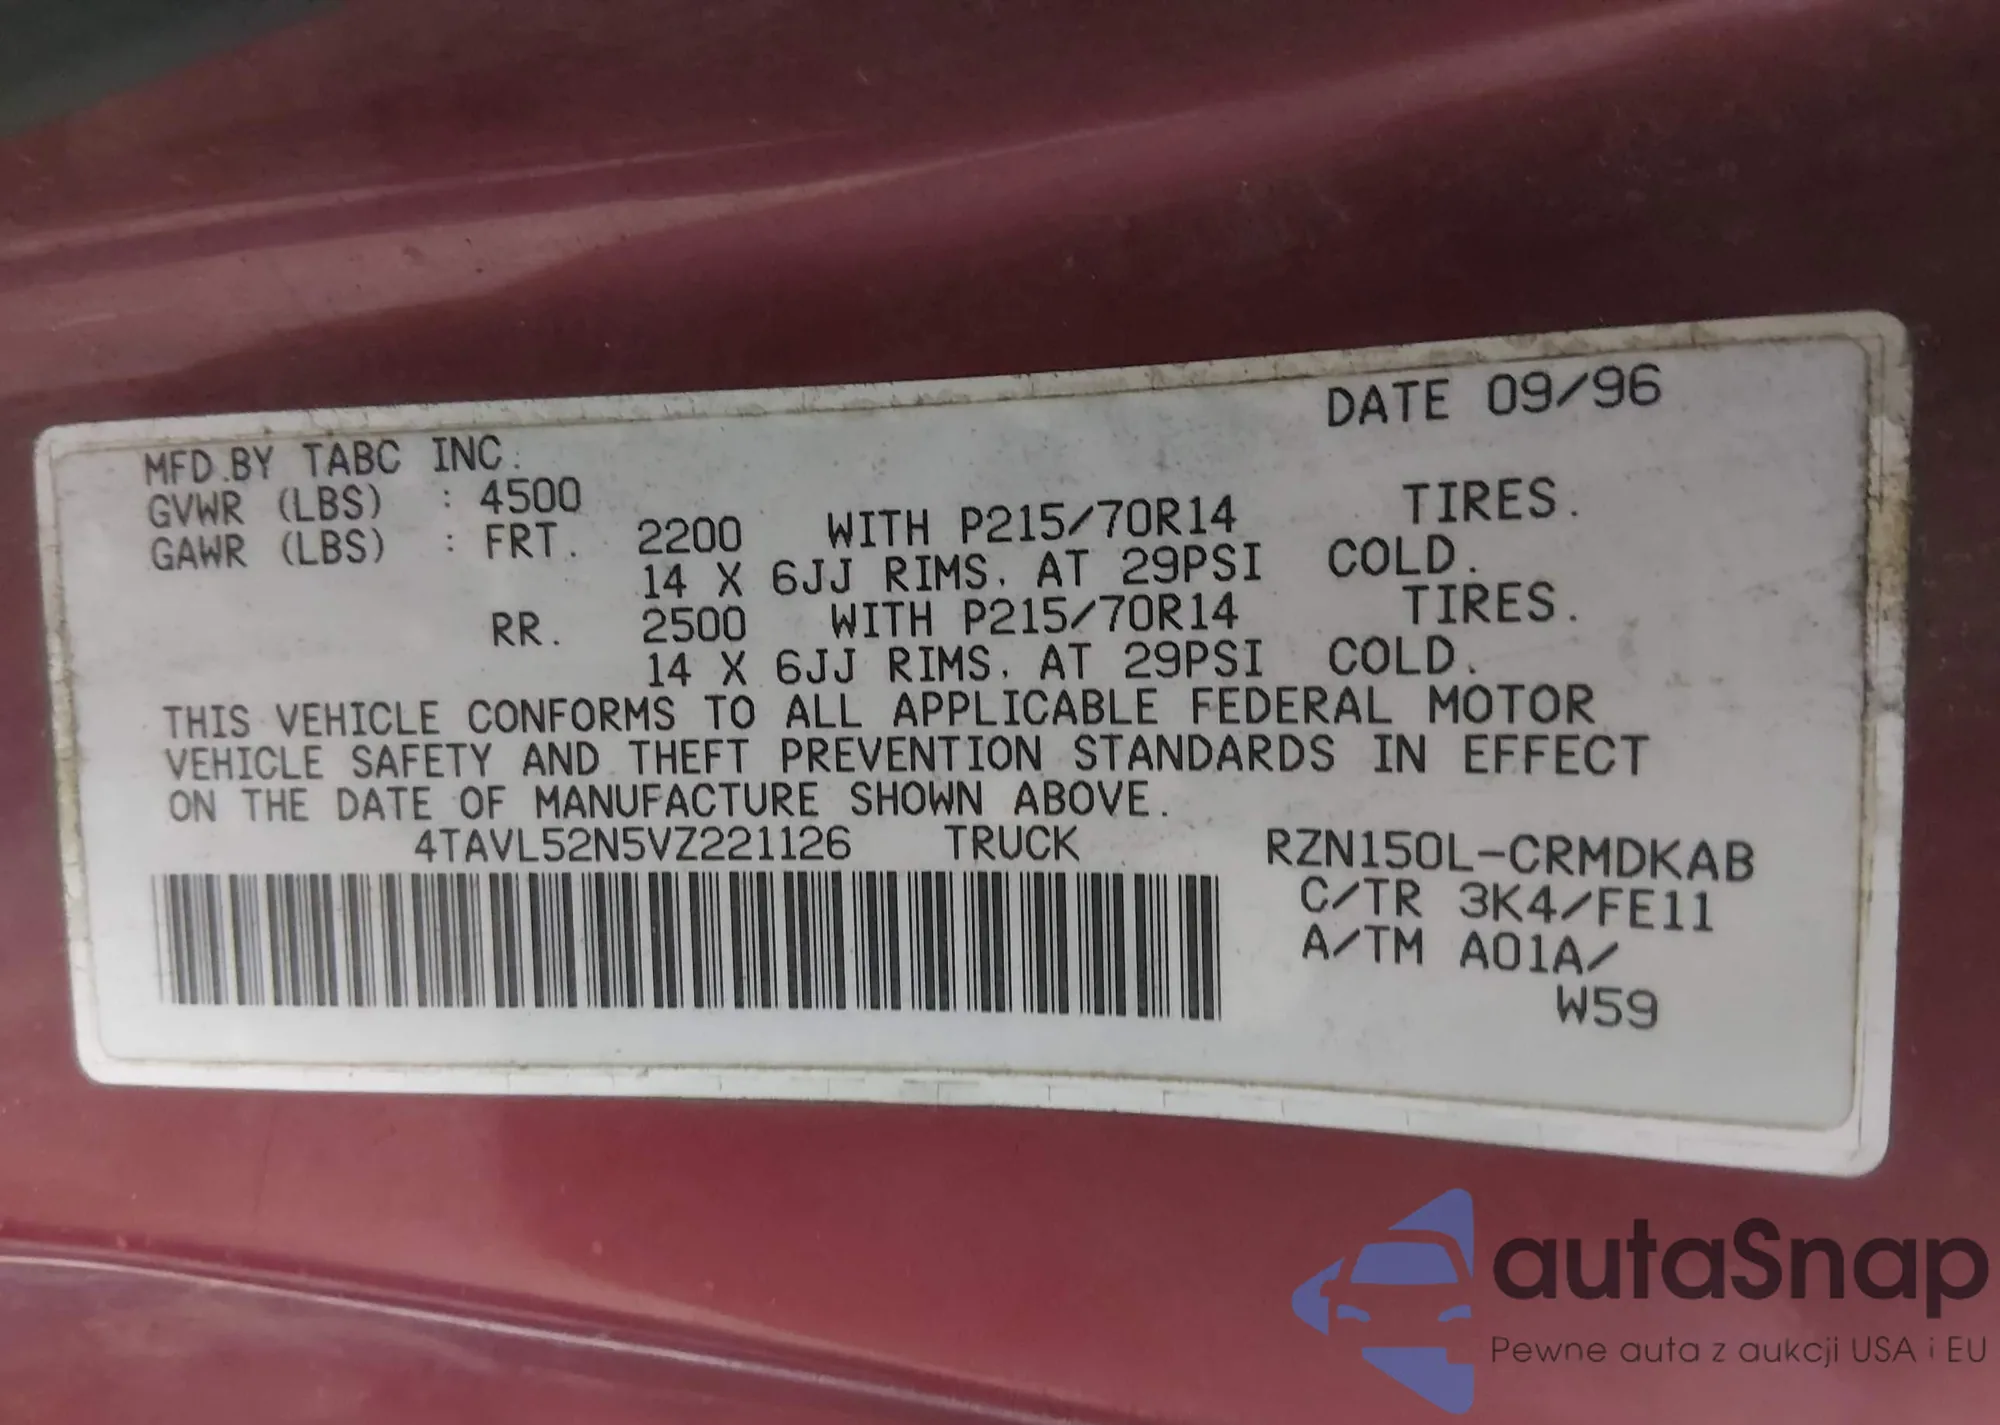 DATE 09/96
MFD.BY TABC INC.
GVWR (LBS) : 4500
GAWR (LBS) : FRT. 2200 WITH P215/70R14 TIRES.
14 X 6JJ RIMS, AT 29PSI COLD.
RR. 2500 WITH P215/70R14 TIRES.
14 X 6JJ RIMS, AT 29PSI COLD.
THIS VEHICLE CONFORMS TO ALL APPLICABLE FEDERAL MOTOR
VEHICLE SAFETY AND THEFT PREVENTION STANDARDS IN EFFECT
ON THE DATE OF MANUFACTURE SHOWN ABOVE.
4TAVL52N5VZ221126 TRUCK RZN150L-CRMDKAB
C/TR 3K4/FE11
A/TM A01A/
W59
autaSnap
Pewne auta z aukcji USA i EU